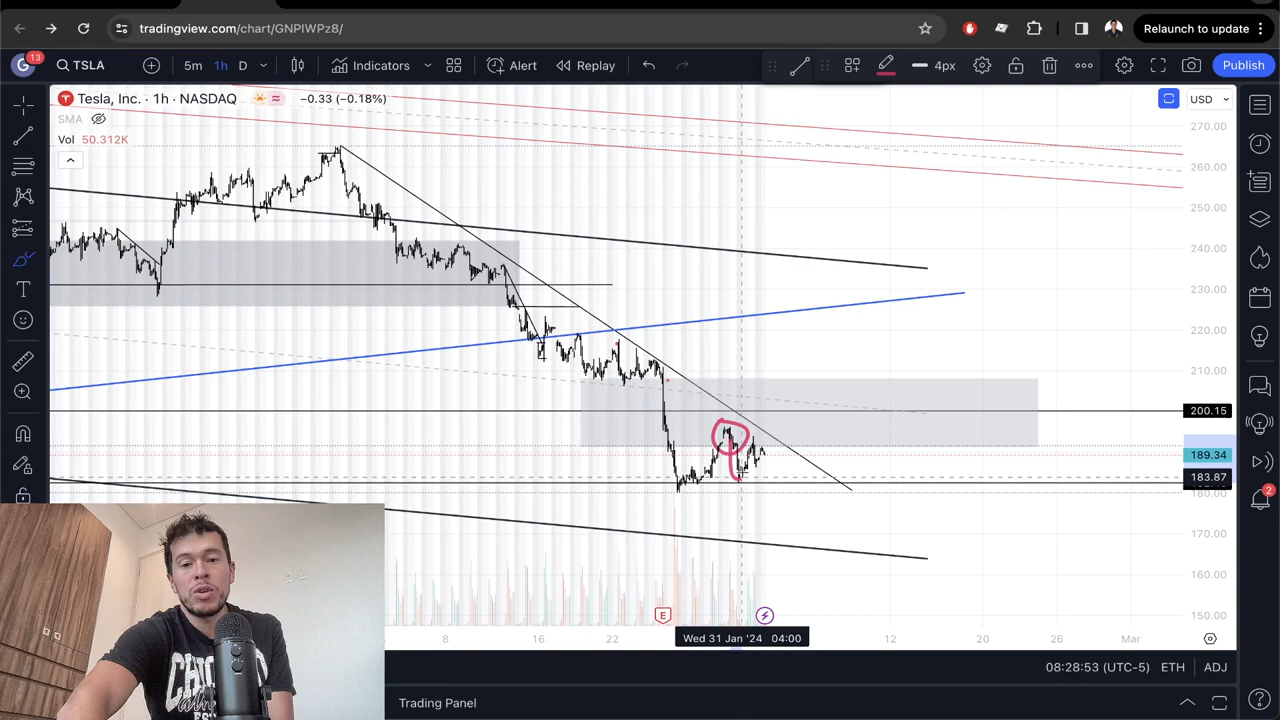 tradingview.com/chart/GNPIWPz8/
Relaunch to update
13
TSLA
5m
1h
D
Indicators
Alert
Replay
4px
Publish
Tesla, Inc. · 1h · NASDAQ
−0.33 (−0.18%)
USD
SMA
Vol 50.312K
270.00
260.00
250.00
240.00
230.00
220.00
210.00
200.15
189.34
183.87
180.00
170.00
160.00
150.00
2
E
8
16
22
Wed 31 Jan '24 04:00
12
20
26
Mar
08:28:53 (UTC-5)
ETH
ADJ
Trading Panel